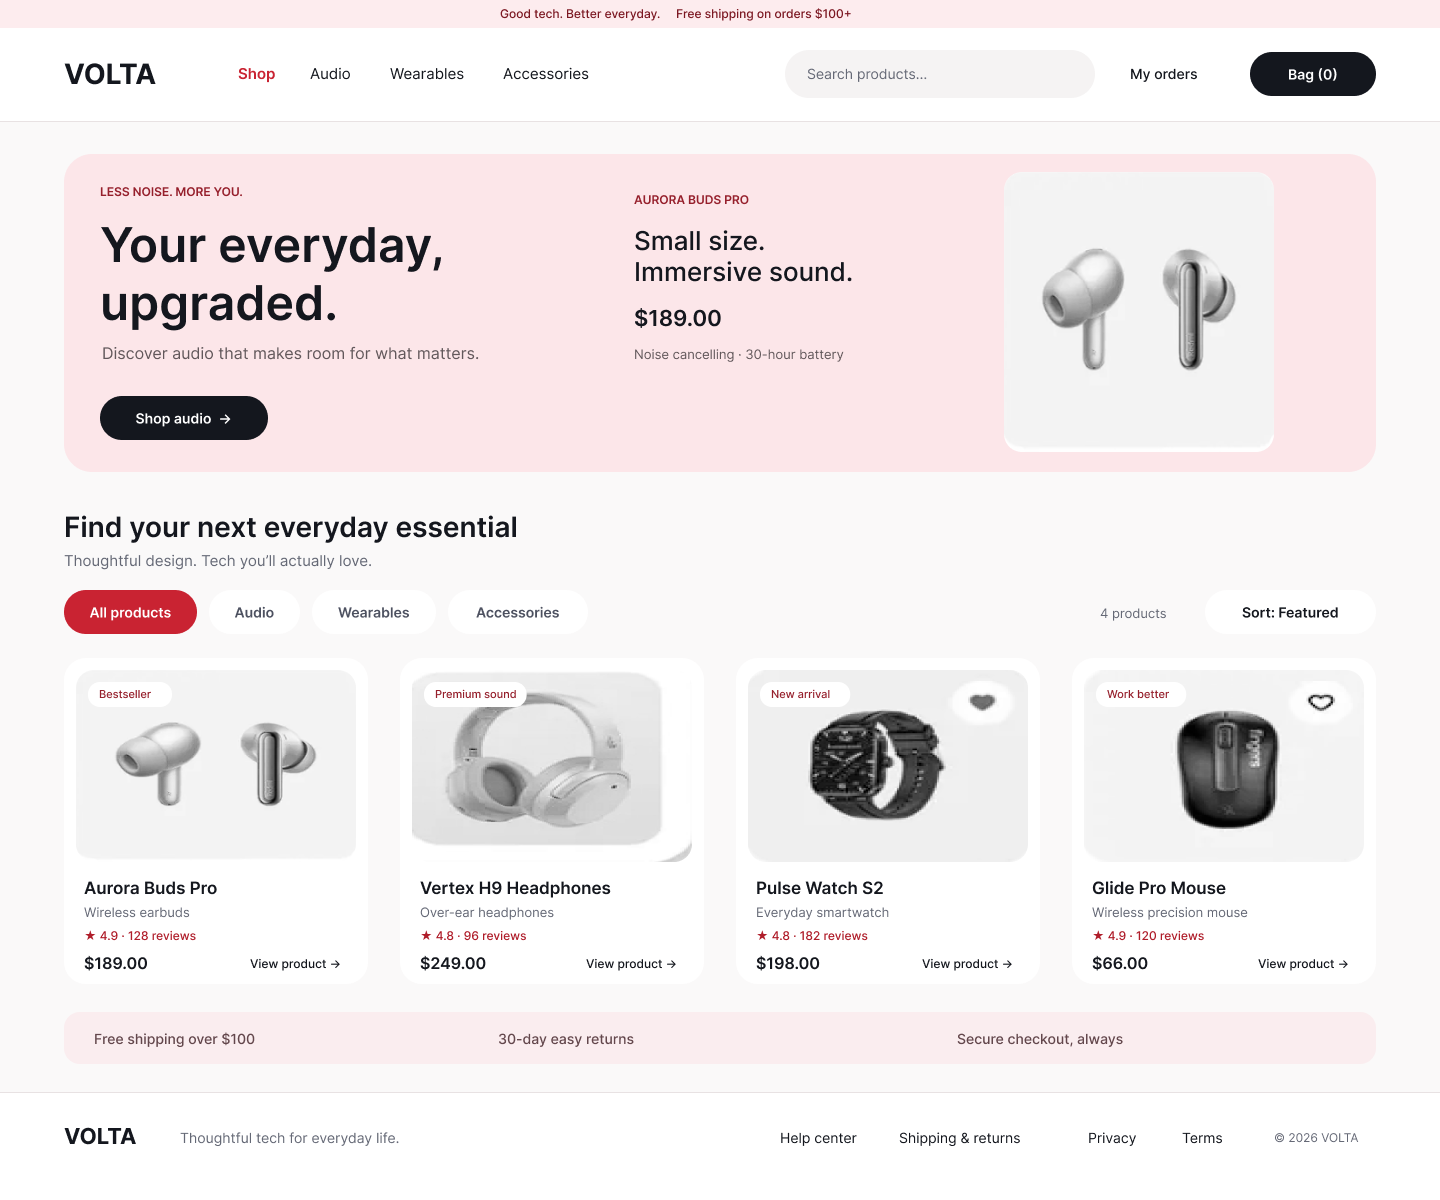 Good tech. Better everyday. Free shipping on orders $100+
VOLTA
Shop
Audio
Wearables
Accessories
Search products...
My orders
Bag (0)
LESS NOISE. MORE YOU.
Your everyday,
upgraded.
Discover audio that makes room for what matters.
Shop audio →
AURORA BUDS PRO
Small size.
Immersive sound.
$189.00
Noise cancelling · 30-hour battery
Find your next everyday essential
Thoughtful design. Tech you’ll actually love.
All products
Audio
Wearables
Accessories
4 products
Sort: Featured
Bestseller
Aurora Buds Pro
Wireless earbuds
★ 4.9 · 128 reviews
$189.00
View product →
Premium sound
Vertex H9 Headphones
Over-ear headphones
★ 4.8 · 96 reviews
$249.00
View product →
New arrival
Pulse Watch S2
Everyday smartwatch
★ 4.8 · 182 reviews
$198.00
View product →
Work better
Glide Pro Mouse
Wireless precision mouse
★ 4.9 · 120 reviews
$66.00
View product →
Free shipping over $100
30-day easy returns
Secure checkout, always
VOLTA
Thoughtful tech for everyday life.
Help center
Shipping & returns
Privacy
Terms
© 2026 VOLTA